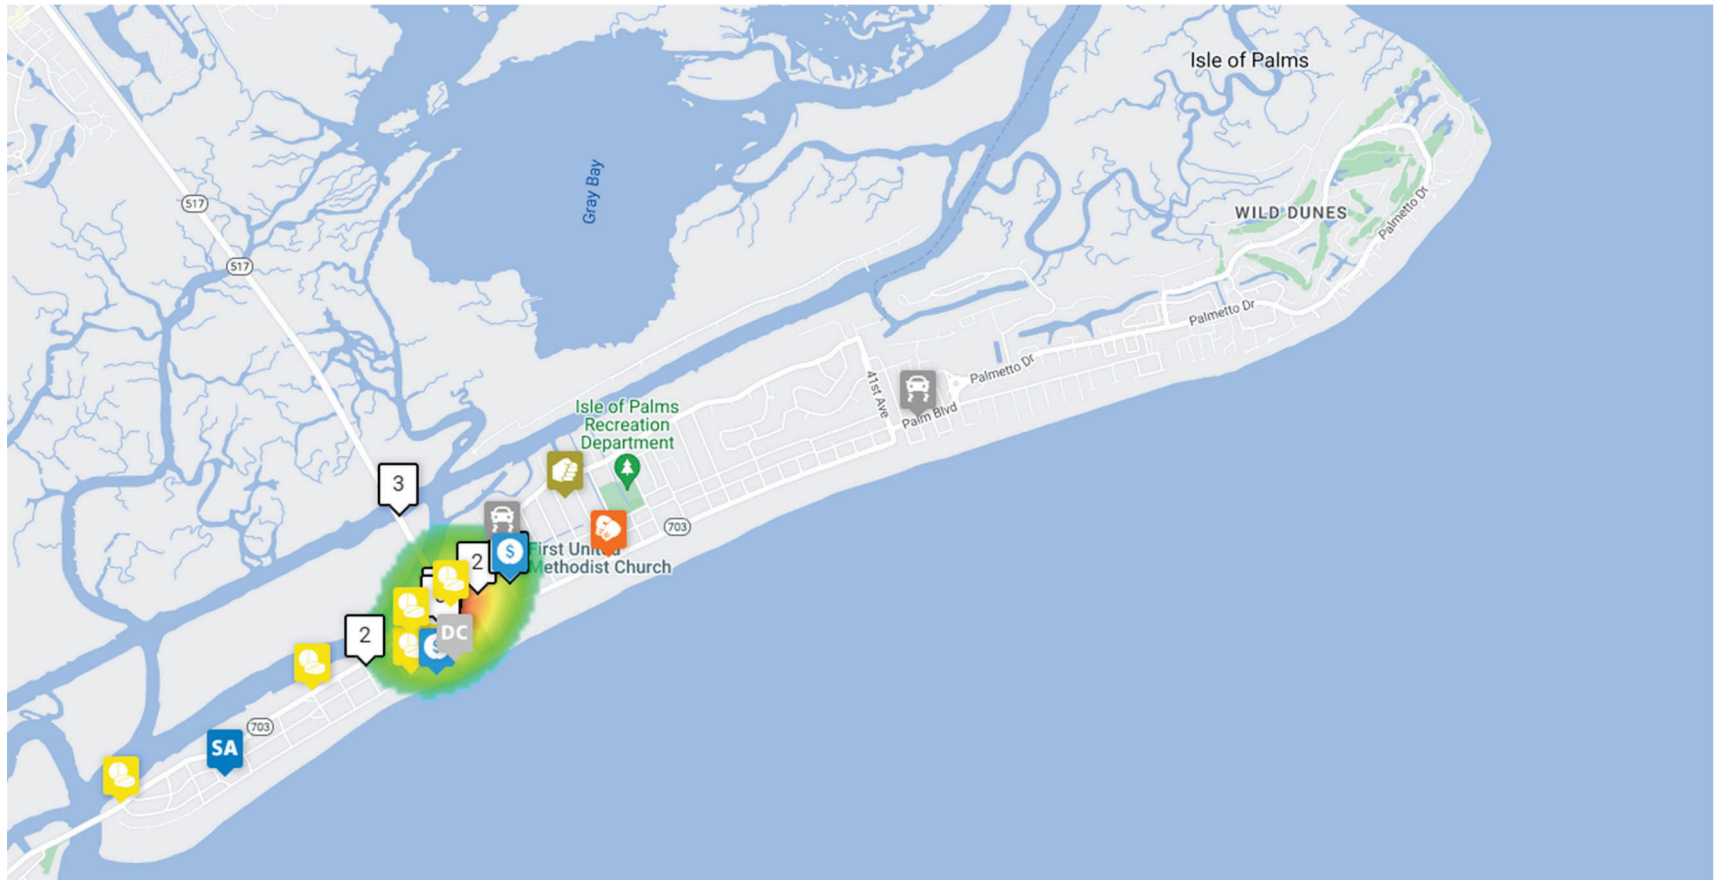 Isle of Palms
517
Gray Bay
WILD DUNES
Palmetto Dr
517
Palmetto Dr
Palmetto Dr
41st Ave
Palm Blvd
Isle of Palms
Recreation
Department
3
703
First United
Methodist Church
2
$
2
DC
$
703
SA